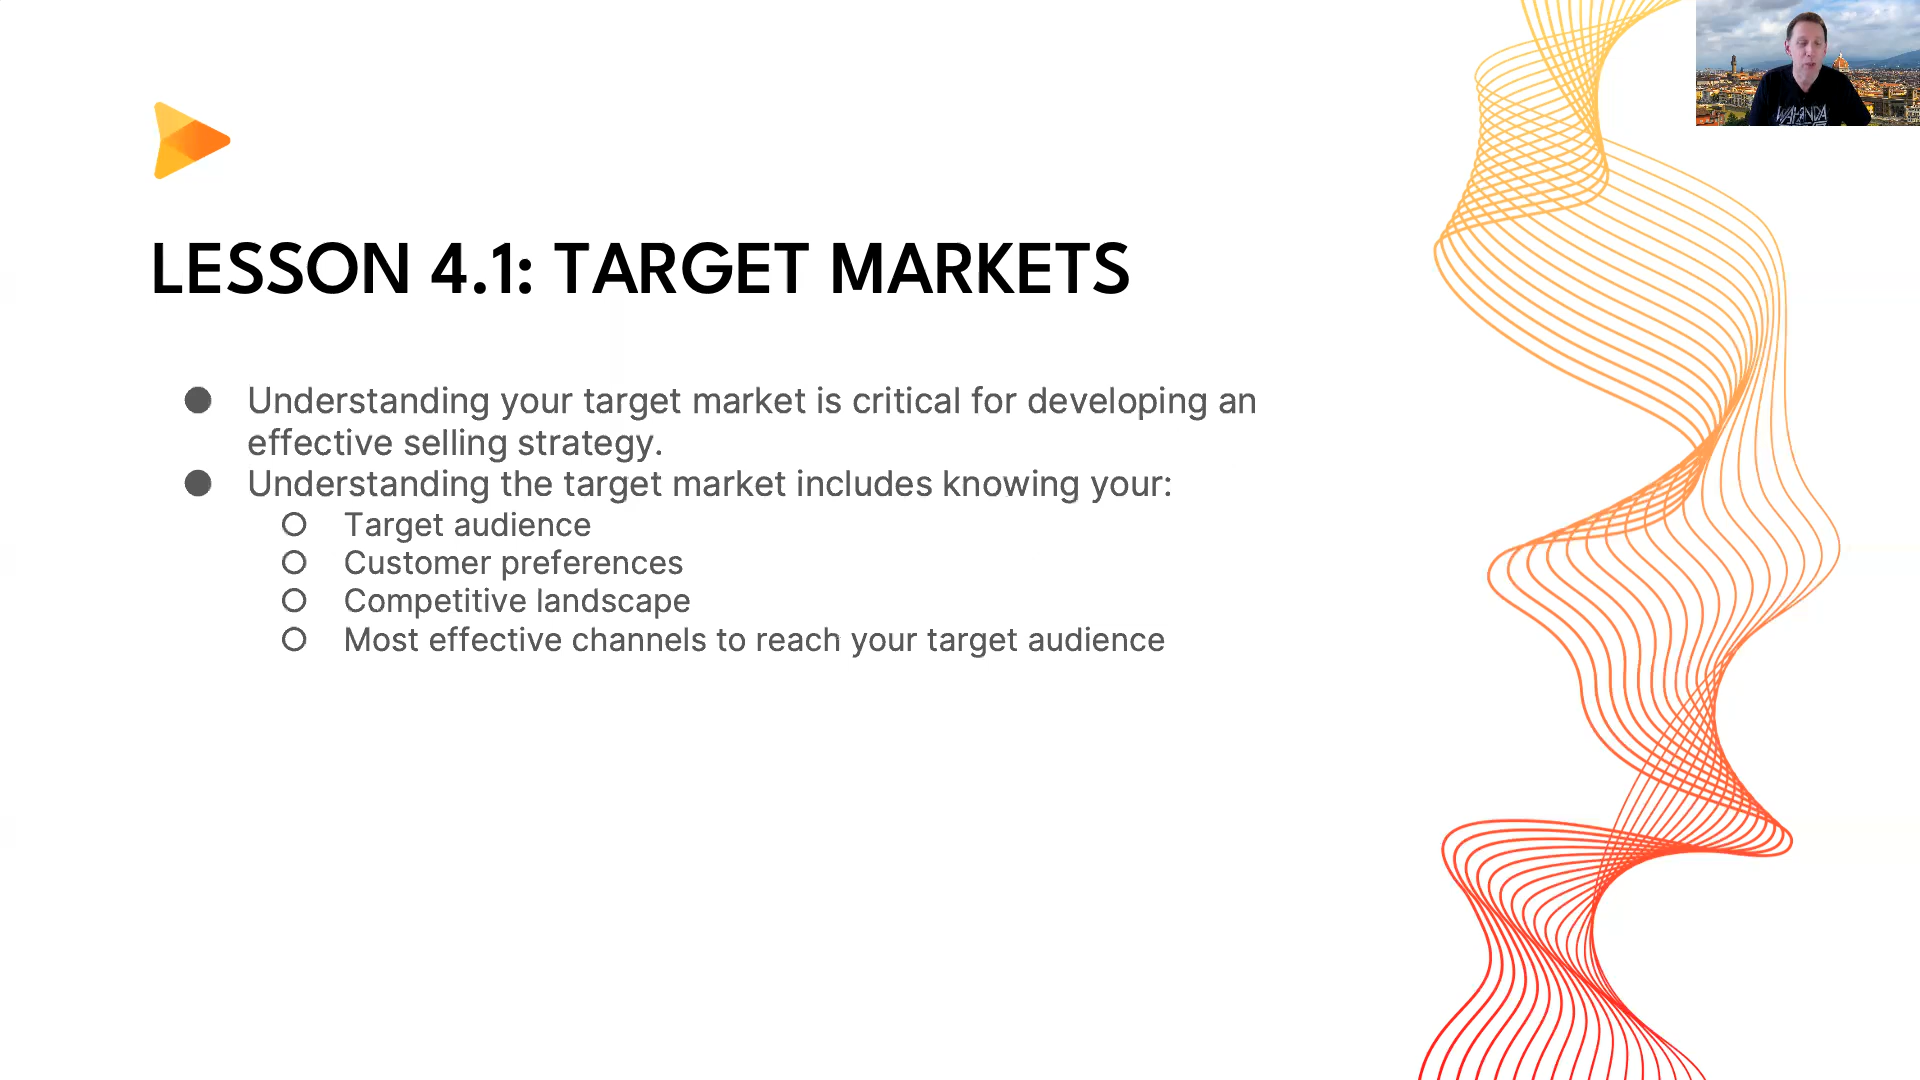 LESSON 4.1: TARGET MARKETS
● Understanding your target market is critical for developing an
effective selling strategy.
● Understanding the target market includes knowing your:
○ Target audience
○ Customer preferences
○ Competitive landscape
○ Most effective channels to reach your target audience